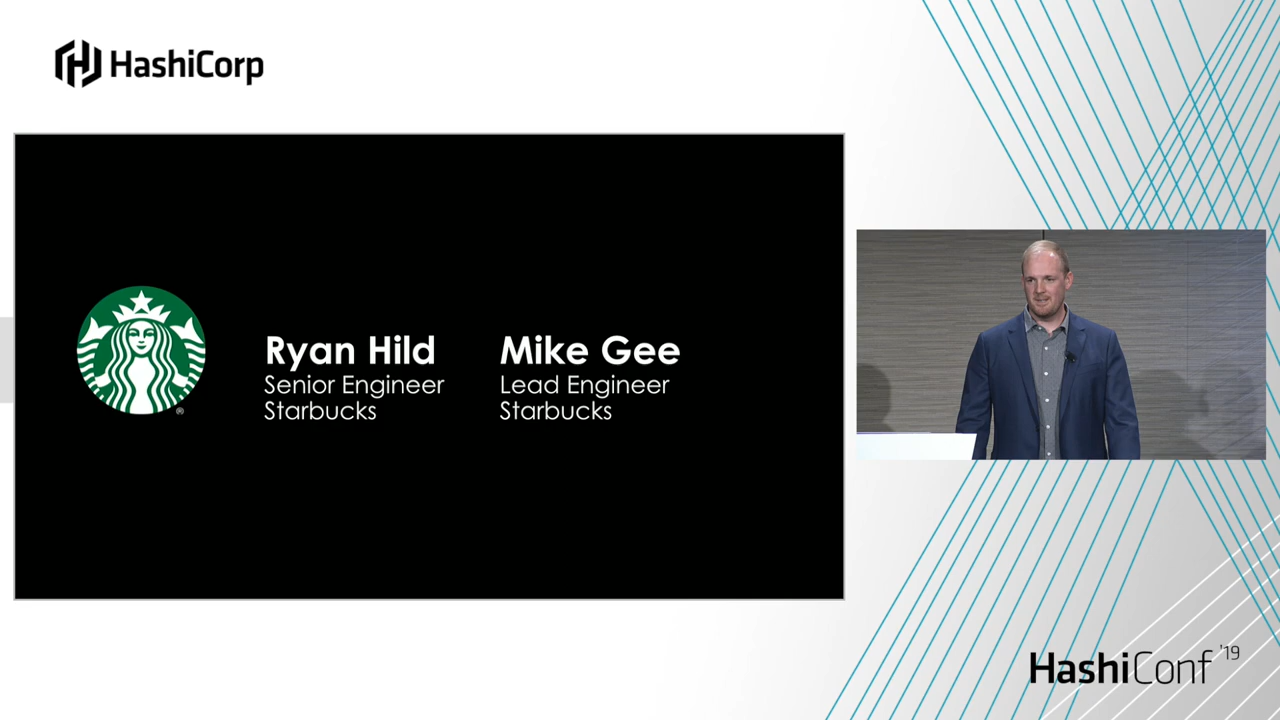 HashiCorp
Ryan Hild
Senior Engineer
Starbucks
Mike Gee
Lead Engineer
Starbucks
®
HashiConf '19